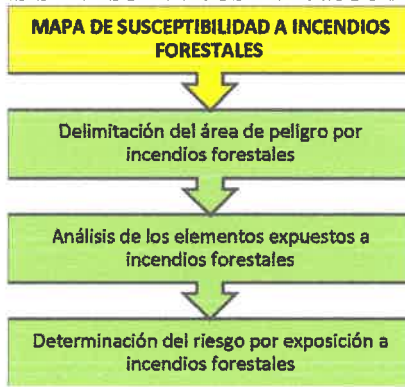 MAPA DE SUSCEPTIBILIDAD A INCENDIOS
FORESTALES
Delimitación del área de peligro por
incendios forestales
Análisis de los elementos expuestos a
incendios forestales
Determinación del riesgo por exposición a
incendios forestales